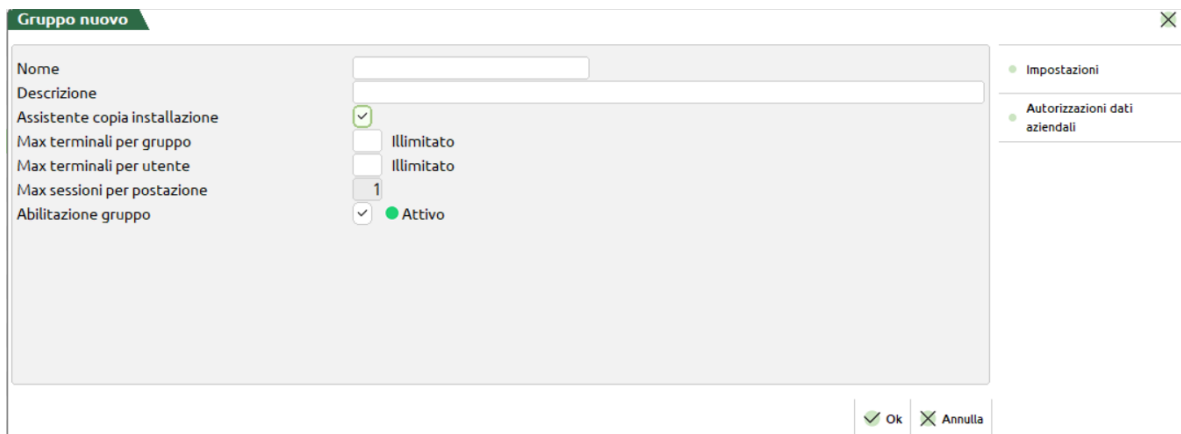 Gruppo nuovo
Nome
Descrizione
Assistente copia installazione
Max terminali per gruppo Illimitato
Max terminali per utente Illimitato
Max sessioni per postazione 1
Abilitazione gruppo Attivo
Impostazioni
Autorizzazioni dati
aziendali
Ok Annulla